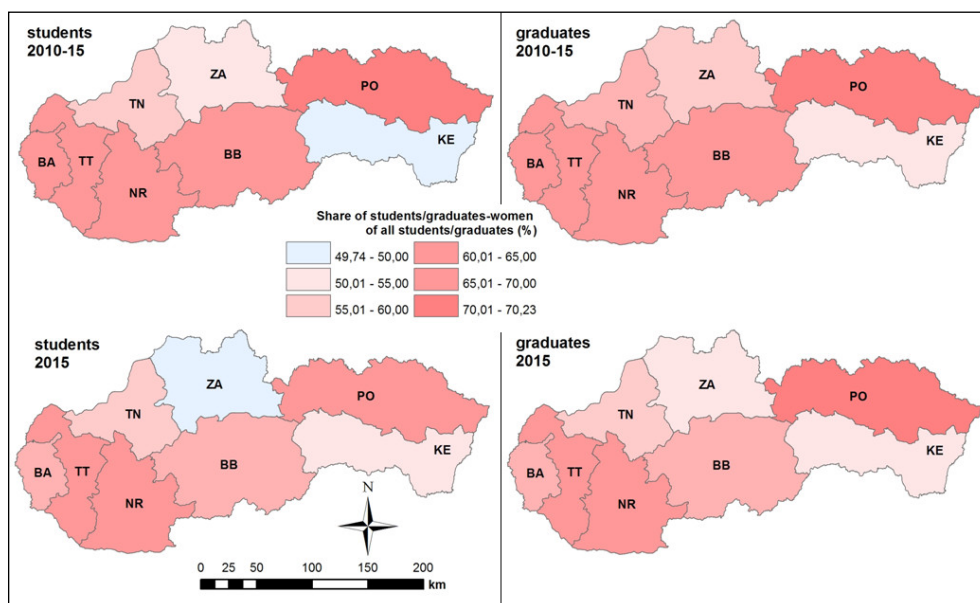 students
2010-15
ZA
PO
TN
KE
BA
TT
BB
NR
graduates
2010-15
ZA
PO
TN
KE
BA
TT
BB
NR
Share of students/graduates-women
of all students/graduates (%)
49,74 - 50,00
60,01 - 65,00
50,01 - 55,00
65,01 - 70,00
55,01 - 60,00
70,01 - 70,23
students
2015
ZA
PO
TN
KE
BA
TT
BB
NR
N
0 25 50 100 150 200
km
graduates
2015
ZA
PO
TN
KE
BA
TT
BB
NR